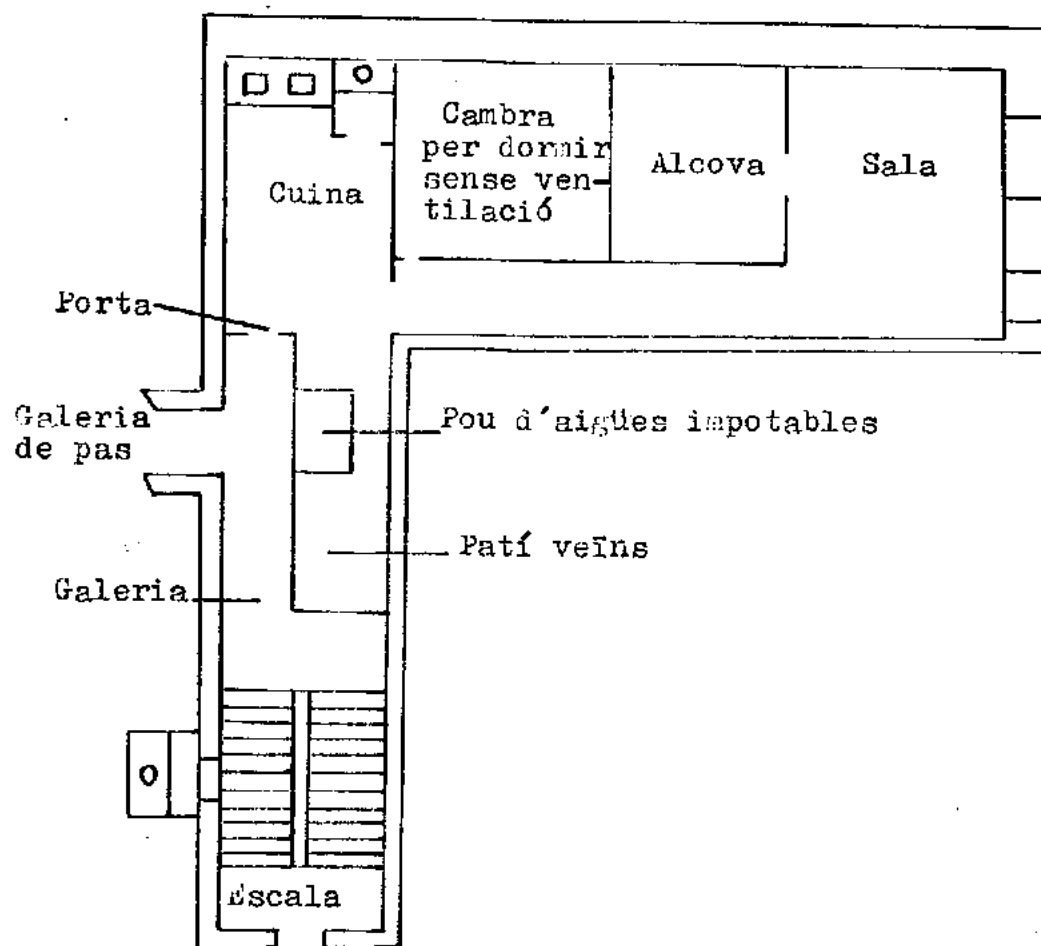 Cambra
per dormir
sense ven-
tilació
Alcova
Sala
Cuina
Porta
Galeria
de pas
Pou d'aigües impotables
Patí veïns
Galeria
Escala